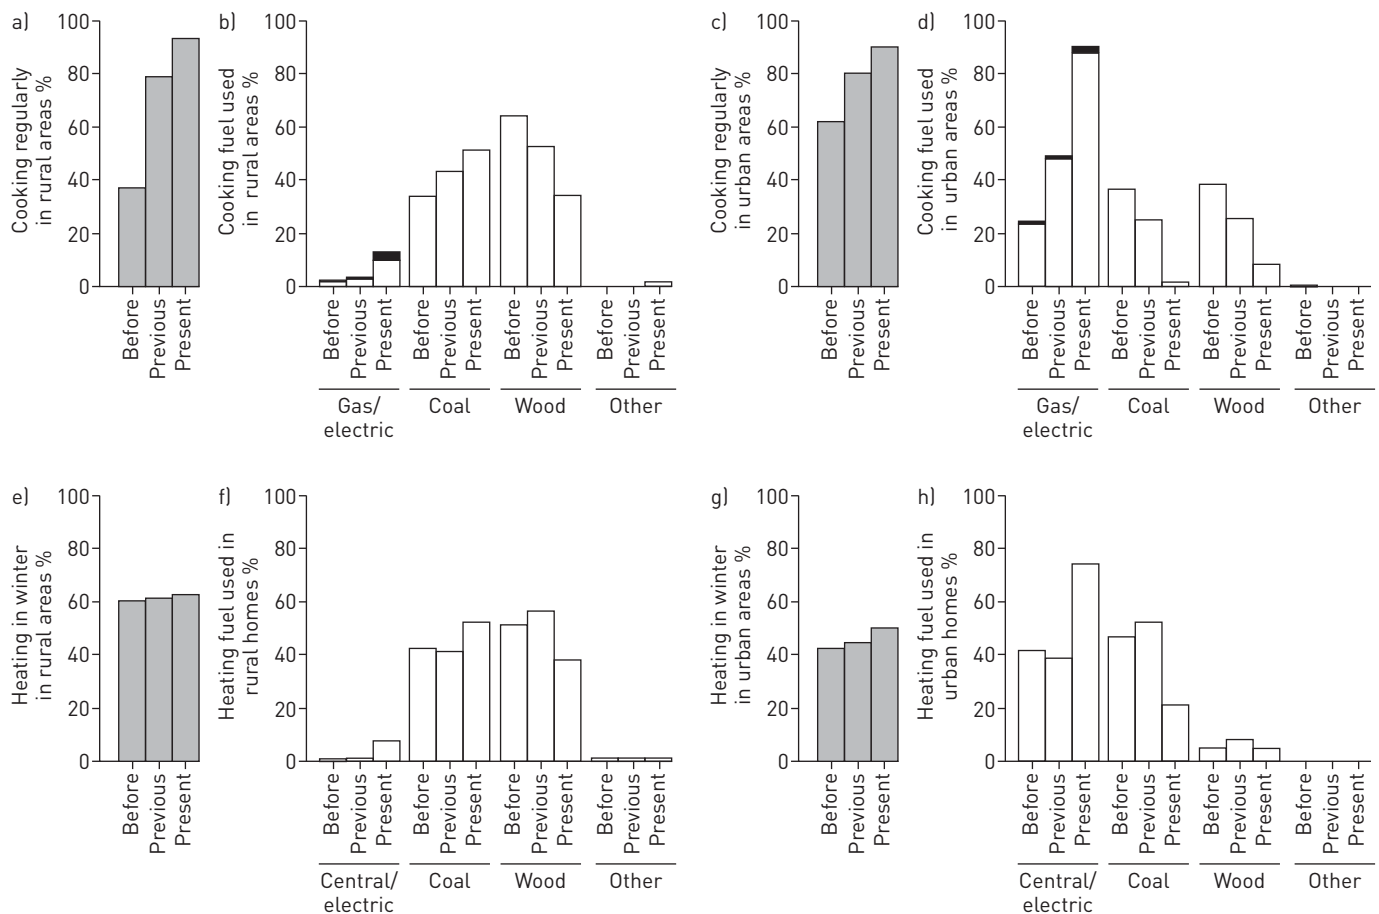 a)
Cooking regularly
in rural areas %
100
80
60
40
20
0
Before
Previous
Present
b)
Cooking fuel used
in rural areas %
100
80
60
40
20
0
Before
Previous
Present
Before
Previous
Present
Before
Previous
Present
Before
Previous
Present
Gas/
electric
Coal
Wood
Other
c)
Cooking regularly
in urban areas %
100
80
60
40
20
0
Before
Previous
Present
d)
Cooking fuel used
in urban areas %
100
80
60
40
20
0
Before
Previous
Present
Before
Previous
Present
Before
Previous
Present
Before
Previous
Present
Gas/
electric
Coal
Wood
Other
e)
Heating in winter
in rural areas %
100
80
60
40
20
0
Before
Previous
Present
f)
Heating fuel used in
rural homes %
100
80
60
40
20
0
Before
Previous
Present
Before
Previous
Present
Before
Previous
Present
Before
Previous
Present
Central/
electric
Coal
Wood
Other
g)
Heating in winter
in urban areas %
100
80
60
40
20
0
Before
Previous
Present
h)
Heating fuel used in
urban homes %
100
80
60
40
20
0
Before
Previous
Present
Before
Previous
Present
Before
Previous
Present
Before
Previous
Present
Central/
electric
Coal
Wood
Other